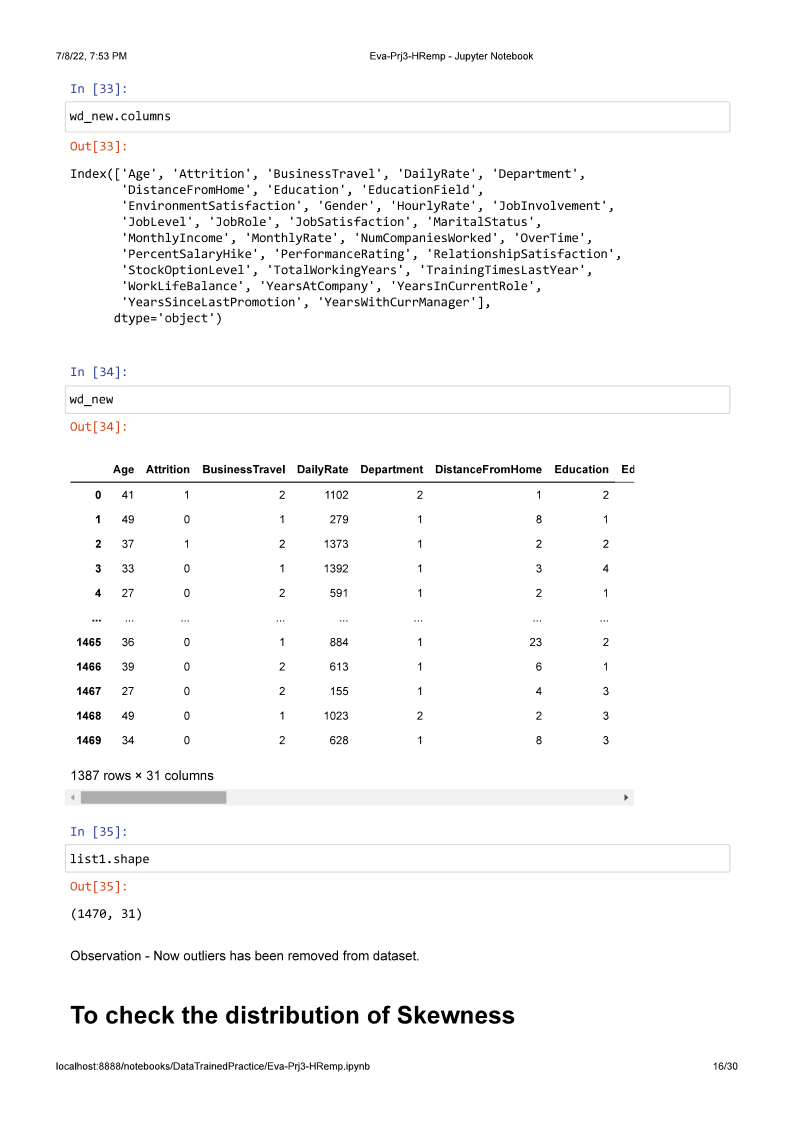 7/8/22, 7:53 PM Eva-Prj3-HRemp - Jupyter Notebook
In [33]:
wd_new.columns
Out[33]:
Index(['Age', 'Attrition', 'BusinessTravel', 'DailyRate', 'Department',
'DistanceFromHome', 'Education', 'EducationField',
'EnvironmentSatisfaction', 'Gender', 'HourlyRate', 'JobInvolvement',
'JobLevel', 'JobRole', 'JobSatisfaction', 'MaritalStatus',
'MonthlyIncome', 'MonthlyRate', 'NumCompaniesWorked', 'OverTime',
'PercentSalaryHike', 'PerformanceRating', 'RelationshipSatisfaction',
'StockOptionLevel', 'TotalWorkingYears', 'TrainingTimesLastYear',
'WorkLifeBalance', 'YearsAtCompany', 'YearsInCurrentRole',
'YearsSinceLastPromotion', 'YearsWithCurrManager'],
dtype='object')
In [34]:
wd_new
Out[34]:
Age Attrition BusinessTravel DailyRate Department DistanceFromHome Education Ed
0 41 1 2 1102 2 1 2
1 49 0 1 279 1 8 1
2 37 1 2 1373 1 2 2
3 33 0 1 1392 1 3 4
4 27 0 2 591 1 2 1
... ... ... ... ... ... ... ...
1465 36 0 1 884 1 23 2
1466 39 0 2 613 1 6 1
1467 27 0 2 155 1 4 3
1468 49 0 1 1023 2 2 3
1469 34 0 2 628 1 8 3
1387 rows × 31 columns
In [35]:
list1.shape
Out[35]:
(1470, 31)
Observation - Now outliers has been removed from dataset.
To check the distribution of Skewness
localhost:8888/notebooks/DataTrainedPractice/Eva-Prj3-HRemp.ipynb 16/30